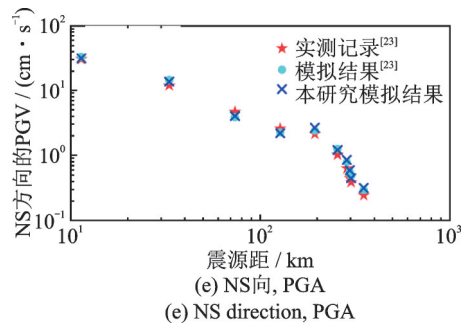 NS方向的PGV / (cm·s⁻¹)
10²
10¹
10⁰
10⁻¹
★ 实测记录[23]
● 模拟结果[23]
× 本研究模拟结果
10¹ 10² 10³
震源距 / km
(e) NS向, PGA
(e) NS direction, PGA